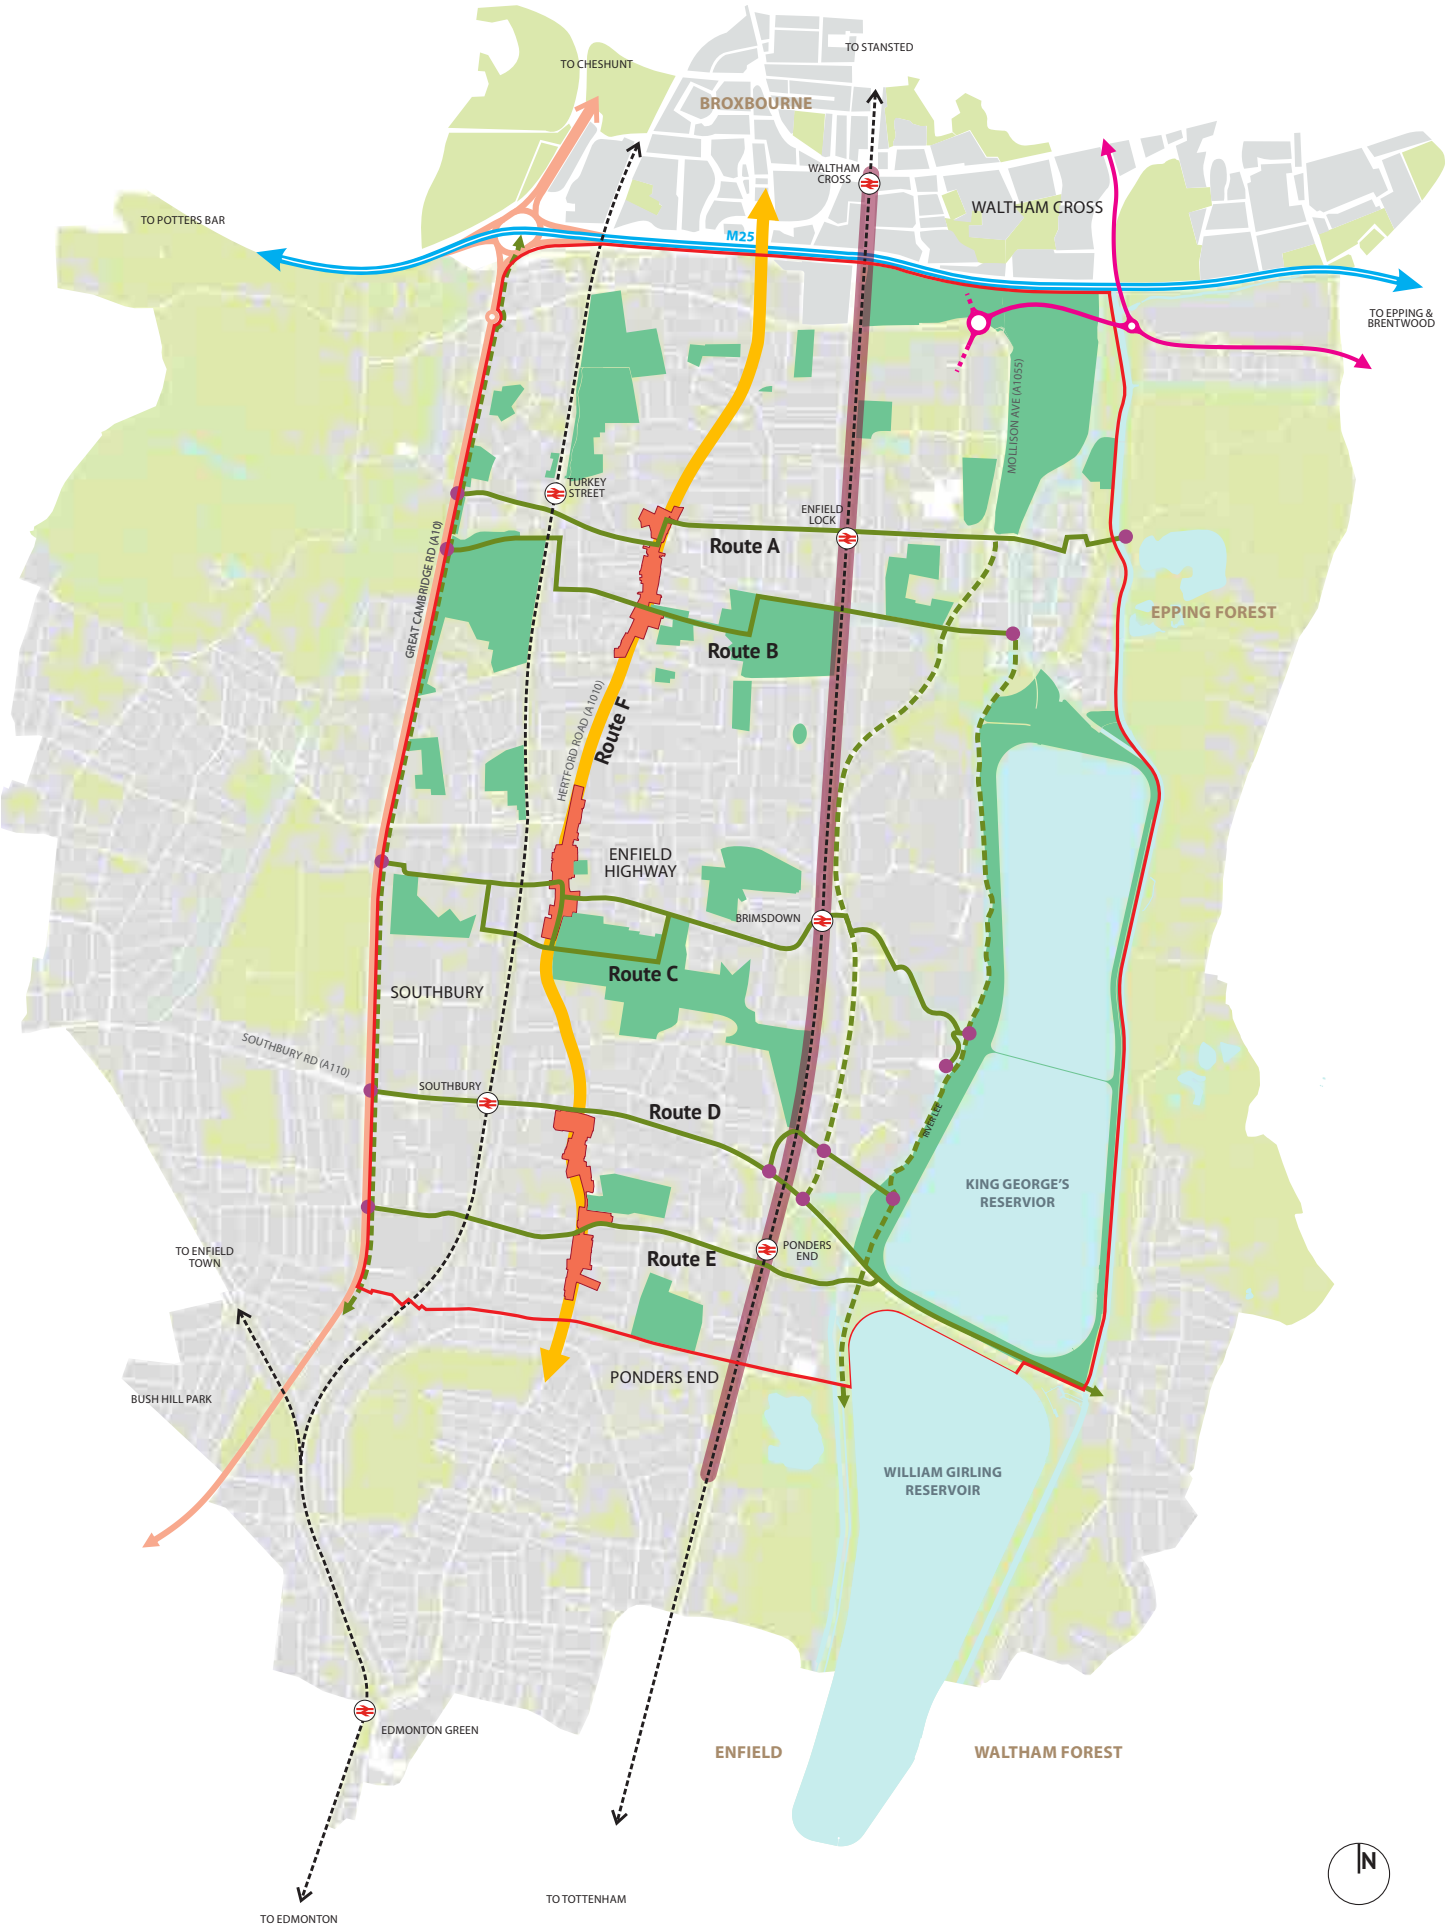 TO STANSTED
TO CHESHUNT
BROXBOURNE
WALTHAM
CROSS
WALTHAM CROSS
TO POTTERS BAR
M25
TO EPPING &
BRENTWOOD
MOLLISON AVE (A1055)
TURKEY
STREET
ENFIELD
LOCK
Route A
GREAT CAMBRIDGE RD (A10)
EPPING FOREST
Route B
HERTFORD ROAD (A1010)
Route F
ENFIELD
HIGHWAY
BRIMSDOWN
Route C
SOUTHBURY
SOUTHBURY RD (A110)
SOUTHBURY
Route D
RIVER LEE
KING GEORGE'S
RESERVIOR
TO ENFIELD
TOWN
PONDERS
END
Route E
PONDERS END
BUSH HILL PARK
WILLIAM GIRLING
RESERVOIR
EDMONTON GREEN
ENFIELD
WALTHAM FOREST
N
TO TOTTENHAM
TO EDMONTON